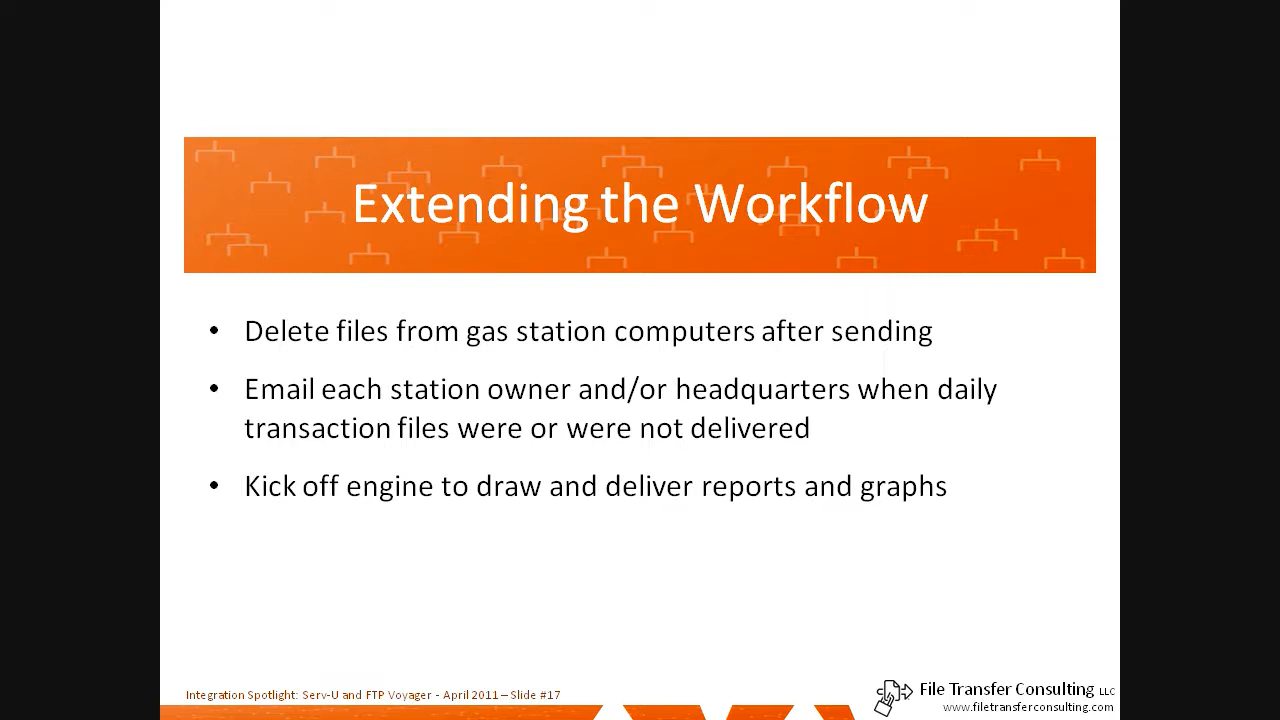 Extending the Workflow
• Delete files from gas station computers after sending
• Email each station owner and/or headquarters when daily
transaction files were or were not delivered
• Kick off engine to draw and deliver reports and graphs
Integration Spotlight: Serv-U and FTP Voyager - April 2011 – Slide #17
File Transfer Consulting LLC
www.filetransferconsulting.com